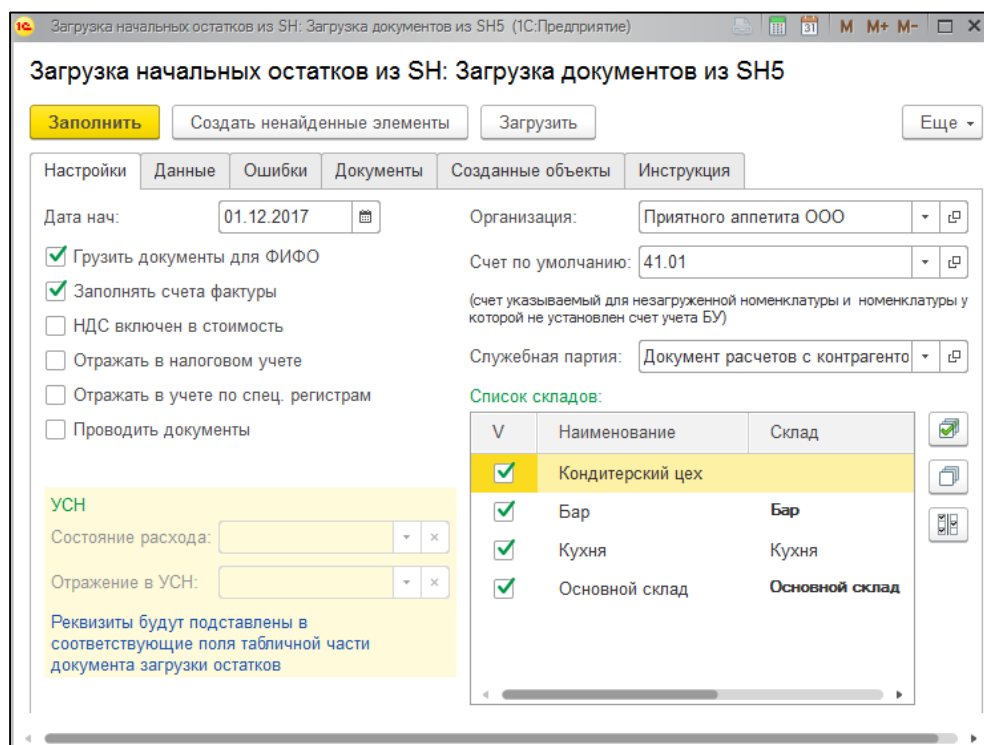 1С Загрузка начальных остатков из SH: Загрузка документов из SH5 (1С:Предприятие) 31 M M+ M-
Загрузка начальных остатков из SH: Загрузка документов из SH5
Заполнить Создать ненайденные элементы Загрузить Еще
Настройки Данные Ошибки Документы Созданные объекты Инструкция
Дата нач: 01.12.2017
Грузить документы для ФИФО
Заполнять счета фактуры
НДС включен в стоимость
Отражать в налоговом учете
Отражать в учете по спец. регистрам
Проводить документы
УСН
Состояние расхода:
Отражение в УСН:
Реквизиты будут подставлены в
соответствующие поля табличной части
документа загрузки остатков
Организация: Приятного аппетита ООО
Счет по умолчанию: 41.01
(счет указываемый для незагруженной номенклатуры и номенклатуры у
которой не установлен счет учета БУ)
Служебная партия: Документ расчетов с контрагенто
Список складов:
V Наименование Склад
Кондитерский цех
Бар Бар
Кухня Кухня
Основной склад Основной склад